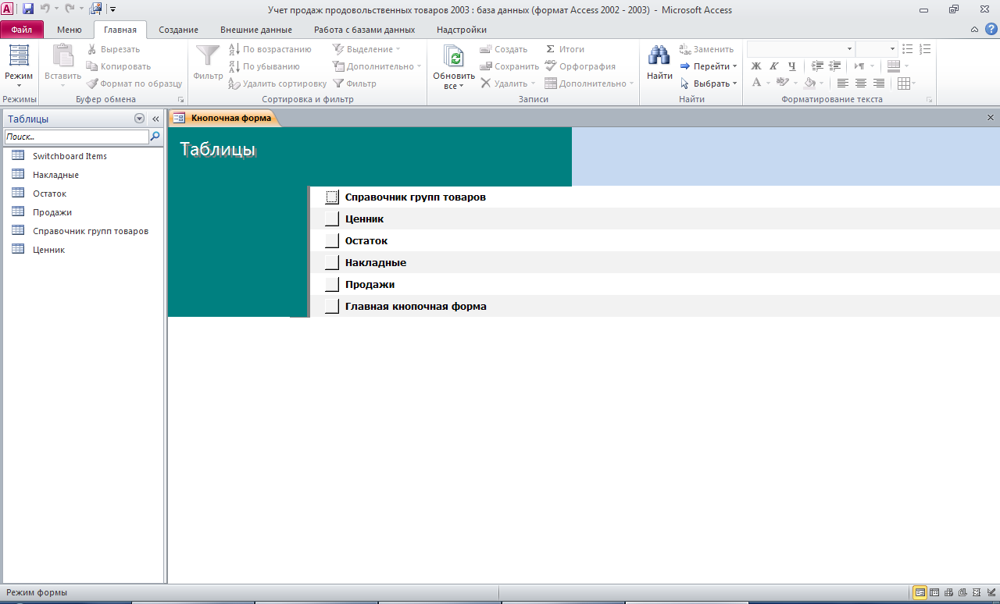 Учет продаж продовольственных товаров 2003 : база данных (формат Access 2002 - 2003) - Microsoft Access
Файл Меню Главная Создание Внешние данные Работа с базами данных Надстройки
Режим
Режимы
Вставить
Вырезать
Копировать
Формат по образцу
Буфер обмена
Фильтр
По возрастанию
По убыванию
Удалить сортировку
Выделение
Дополнительно
Фильтр
Сортировка и фильтр
Обновить
все
Создать
Сохранить
Удалить
Итоги
Орфография
Дополнительно
Записи
Найти
Заменить
Перейти
Выбрать
Найти
Ж К Ч
А
Форматирование текста
Таблицы
Поиск...
Switchboard Items
Накладные
Остаток
Продажи
Справочник групп товаров
Ценник
Кнопочная форма
Таблицы
Справочник групп товаров
Ценник
Остаток
Накладные
Продажи
Главная кнопочная форма
Режим формы